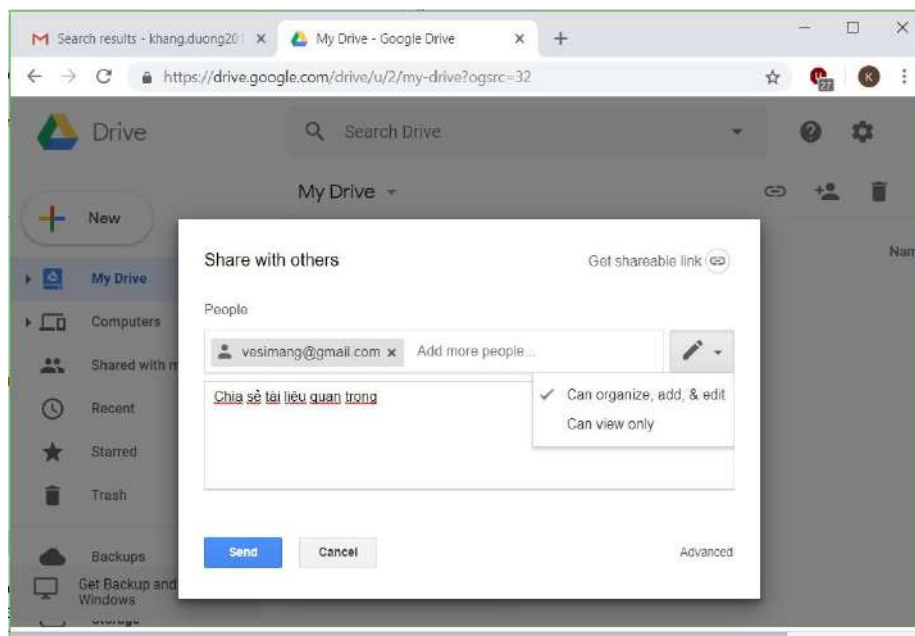 Search results - khang.duong20
My Drive - Google Drive
https://drive.google.com/drive/u/2/my-drive?ogsrc=32
27
K
Drive
Search Drive
My Drive
New
Nam
My Drive
Computers
Shared with m
Recent
Starred
Trash
Backups
Get Backup and
Windows
Storage
Share with others
Get shareable link
People
vesimang@gmail.com
Add more people...
Chia sẻ tài liệu quan trọng
Can organize, add, & edit
Can view only
Send
Cancel
Advanced